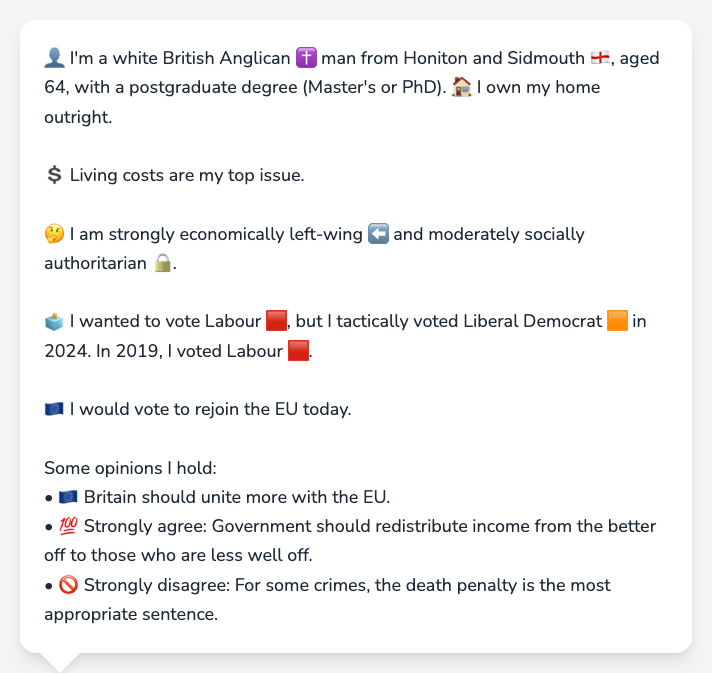 👤 I'm a white British Anglican ✝️ man from Honiton and Sidmouth 🏴󠁧󠁢󠁥󠁮󠁧󠁿, aged
64, with a postgraduate degree (Master's or PhD). 🏠 I own my home
outright.
💲 Living costs are my top issue.
🤔 I am strongly economically left-wing ⬅️ and moderately socially
authoritarian 🔒.
🗳️ I wanted to vote Labour 🟥, but I tactically voted Liberal Democrat 🟧 in
2024. In 2019, I voted Labour 🟥.
🇪🇺 I would vote to rejoin the EU today.
Some opinions I hold:
• 🇪🇺 Britain should unite more with the EU.
• 💯 Strongly agree: Government should redistribute income from the better
off to those who are less well off.
• 🚫 Strongly disagree: For some crimes, the death penalty is the most
appropriate sentence.